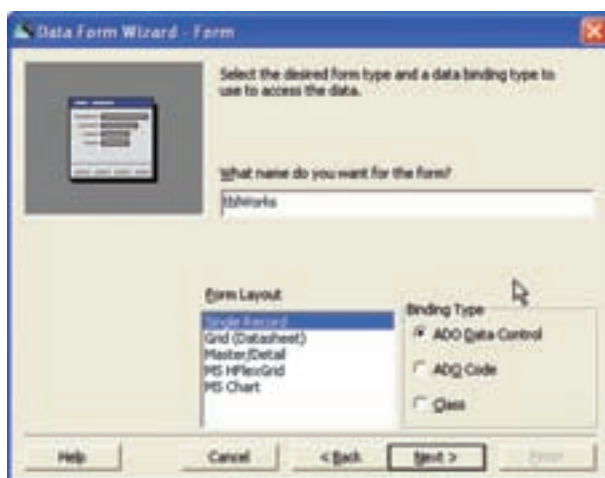 Data Form Wizard - Form
Select the desired form type and a data binding type to
use to access the data.
What name do you want for the form?
tblWorks
Form Layout
Single Record
Grid (Datasheet)
Master/Detail
MS HFlexGrid
MS Chart
Binding Type
ADO Data Control
ADO Code
Class
Help
Cancel
< Back
Next >
Finish